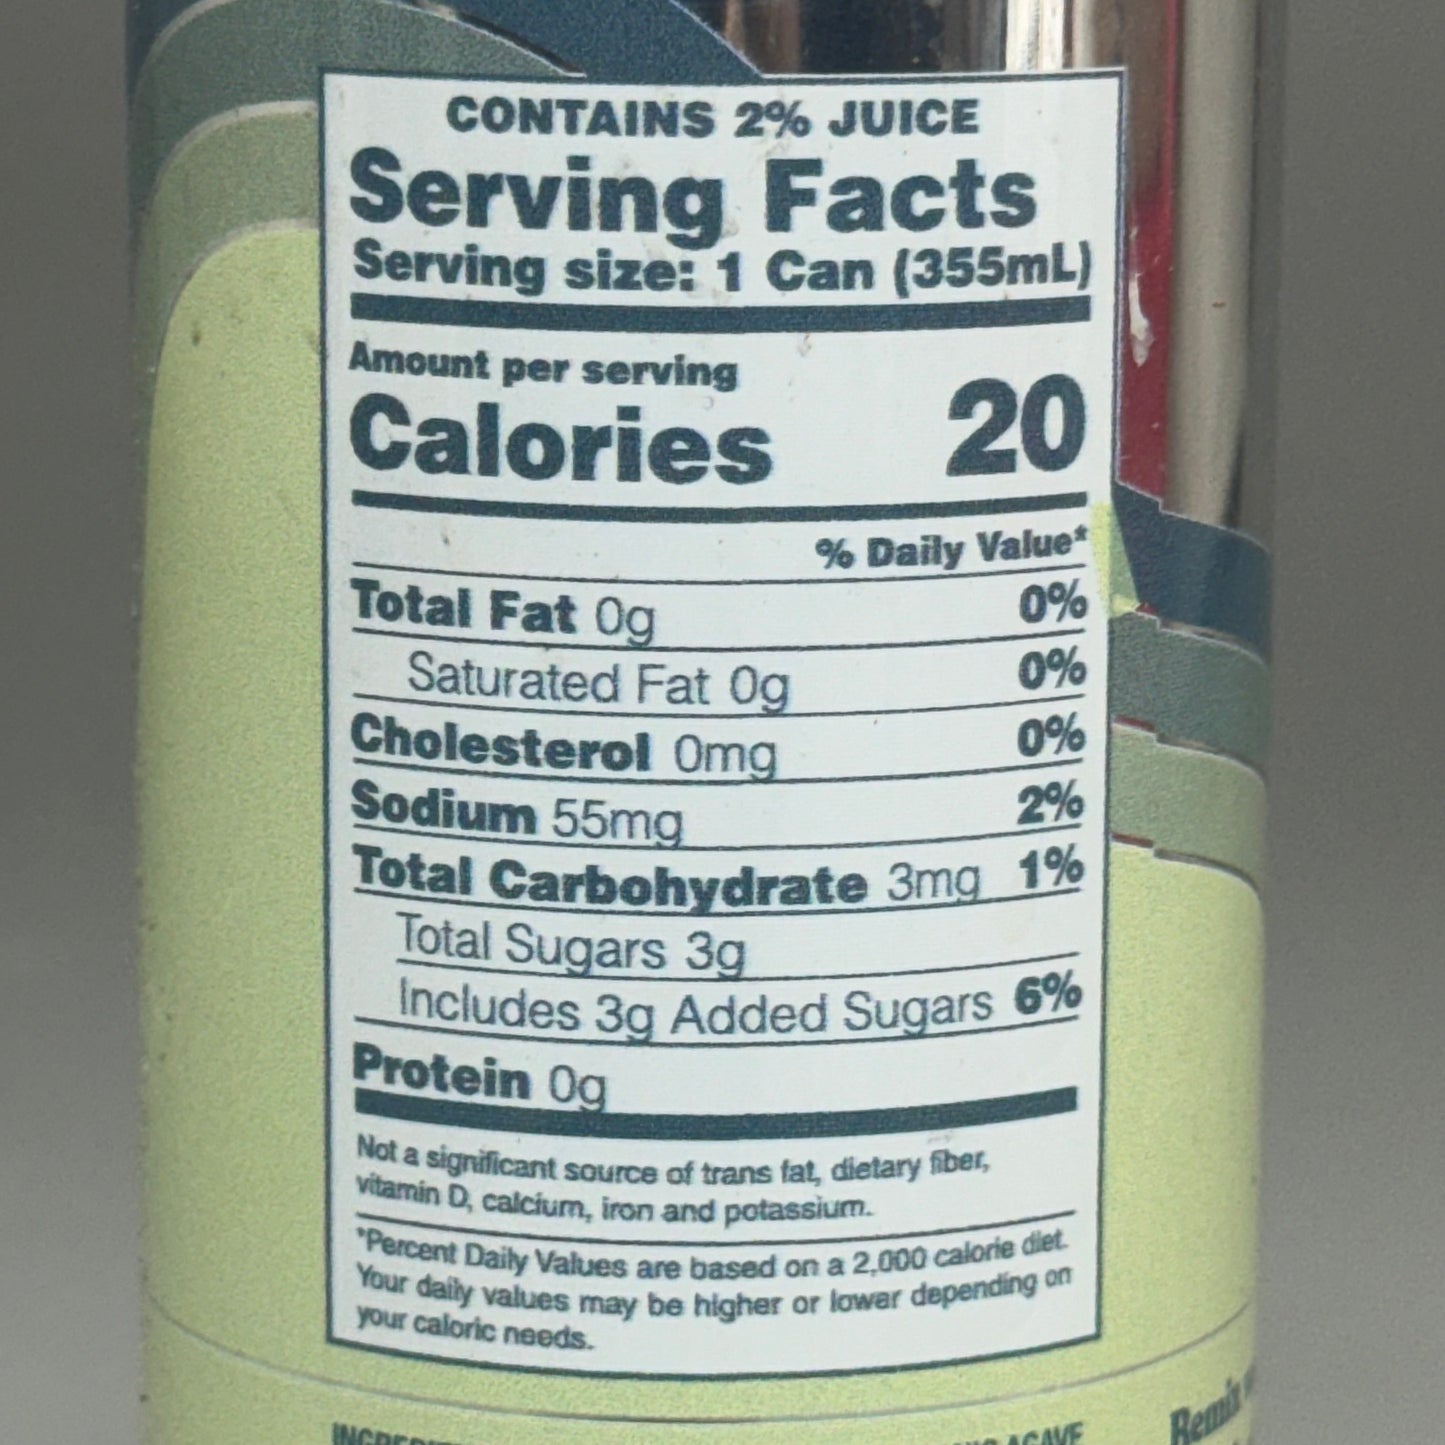 CONTAINS 2% JUICE
Serving Facts
Serving size: 1 Can (355mL)
Amount per serving
Calories 20
% Daily Value*
Total Fat 0g 0%
Saturated Fat 0g 0%
Cholesterol 0mg 0%
Sodium 55mg 2%
Total Carbohydrate 3mg 1%
Total Sugars 3g
Includes 3g Added Sugars 6%
Protein 0g
Not a significant source of trans fat, dietary fiber,
vitamin D, calcium, iron and potassium.
*Percent Daily Values are based on a 2,000 calorie diet.
Your daily values may be higher or lower depending on
your caloric needs.
AGAVE
Remix